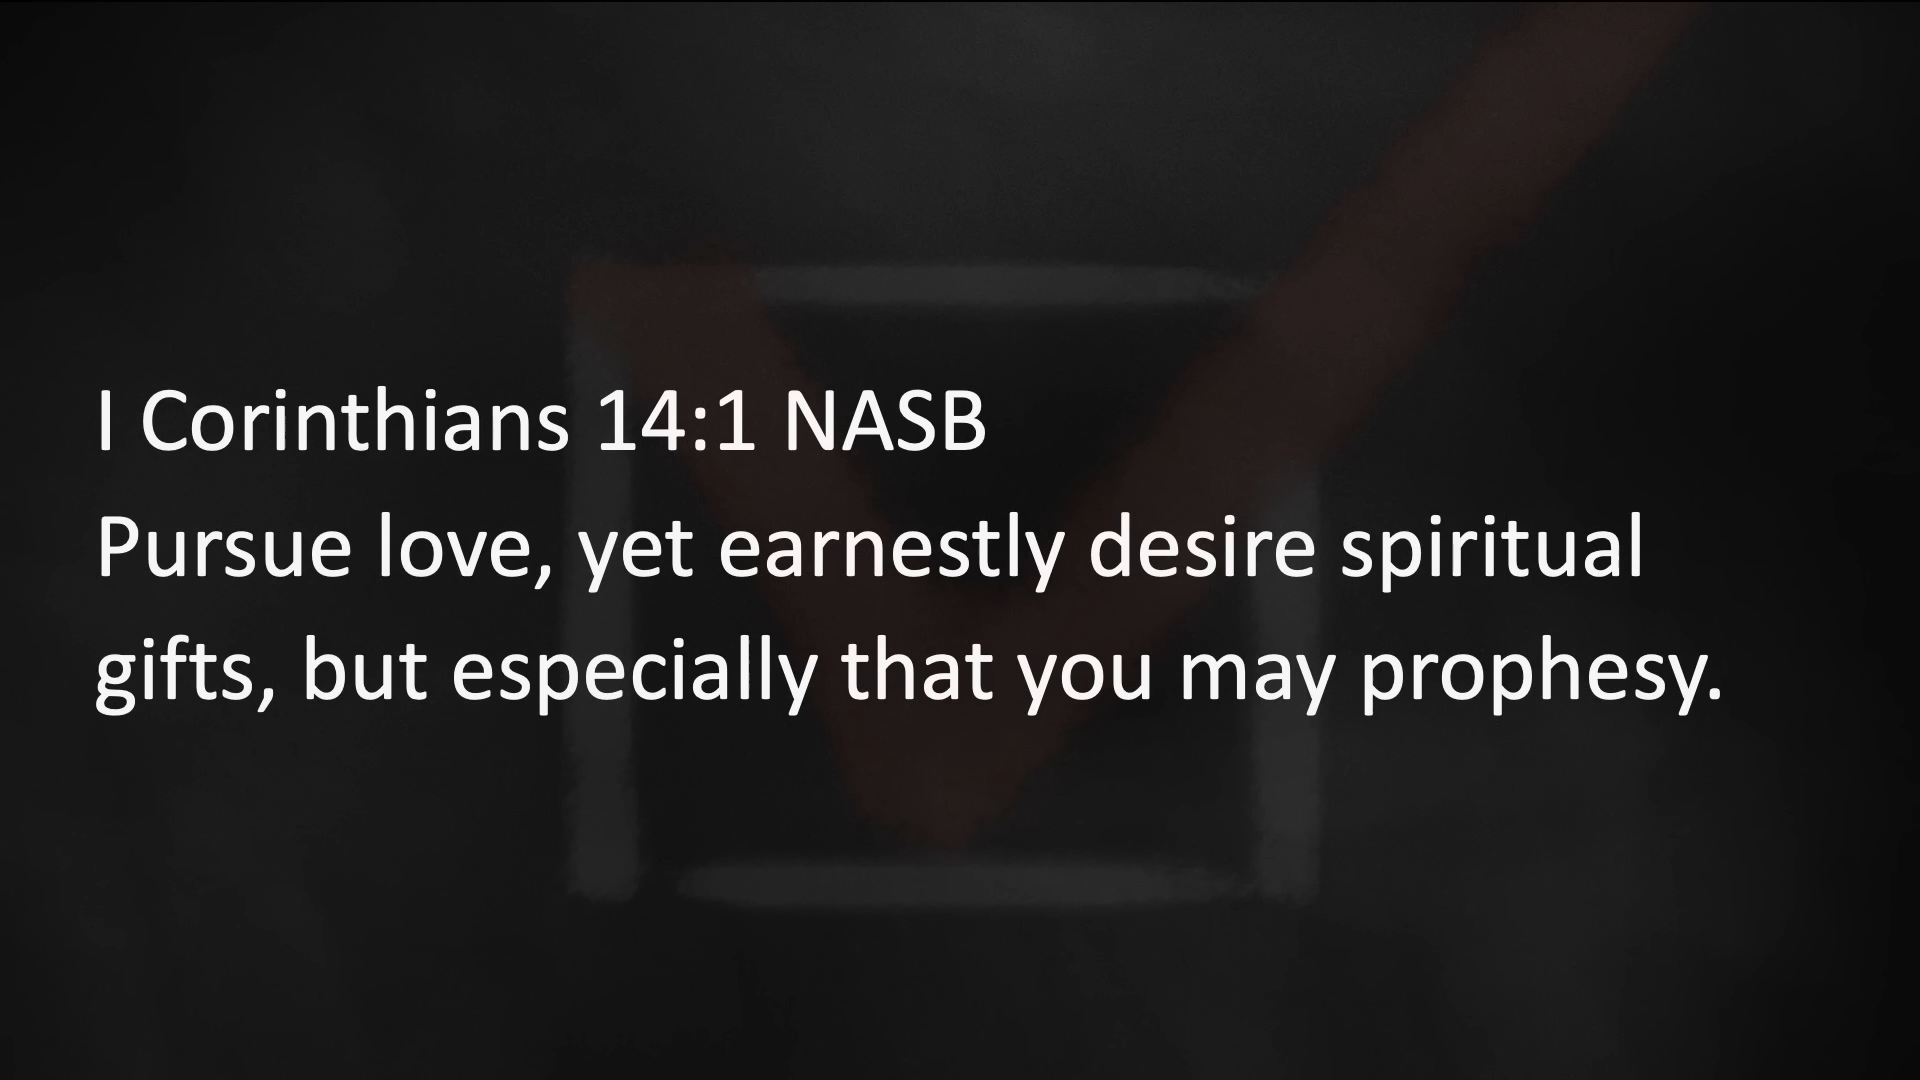 I Corinthians 14:1 NASB
Pursue love, yet earnestly desire spiritual
gifts, but especially that you may prophesy.